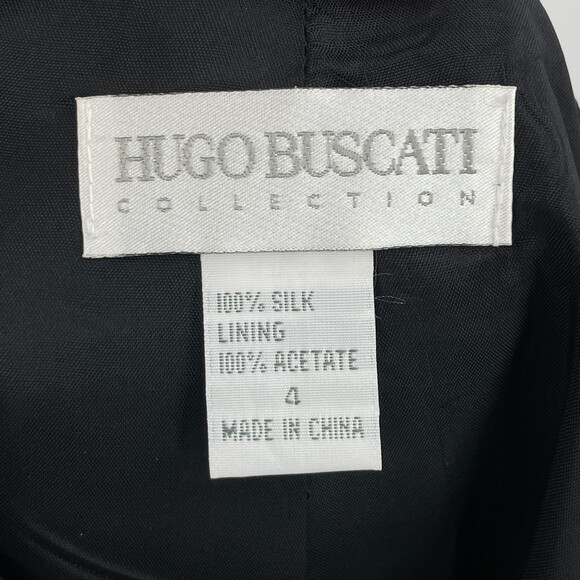 HUGO BUSCATI
COLLECTION
100% SILK
LINING
100% ACETATE
4
MADE IN CHINA